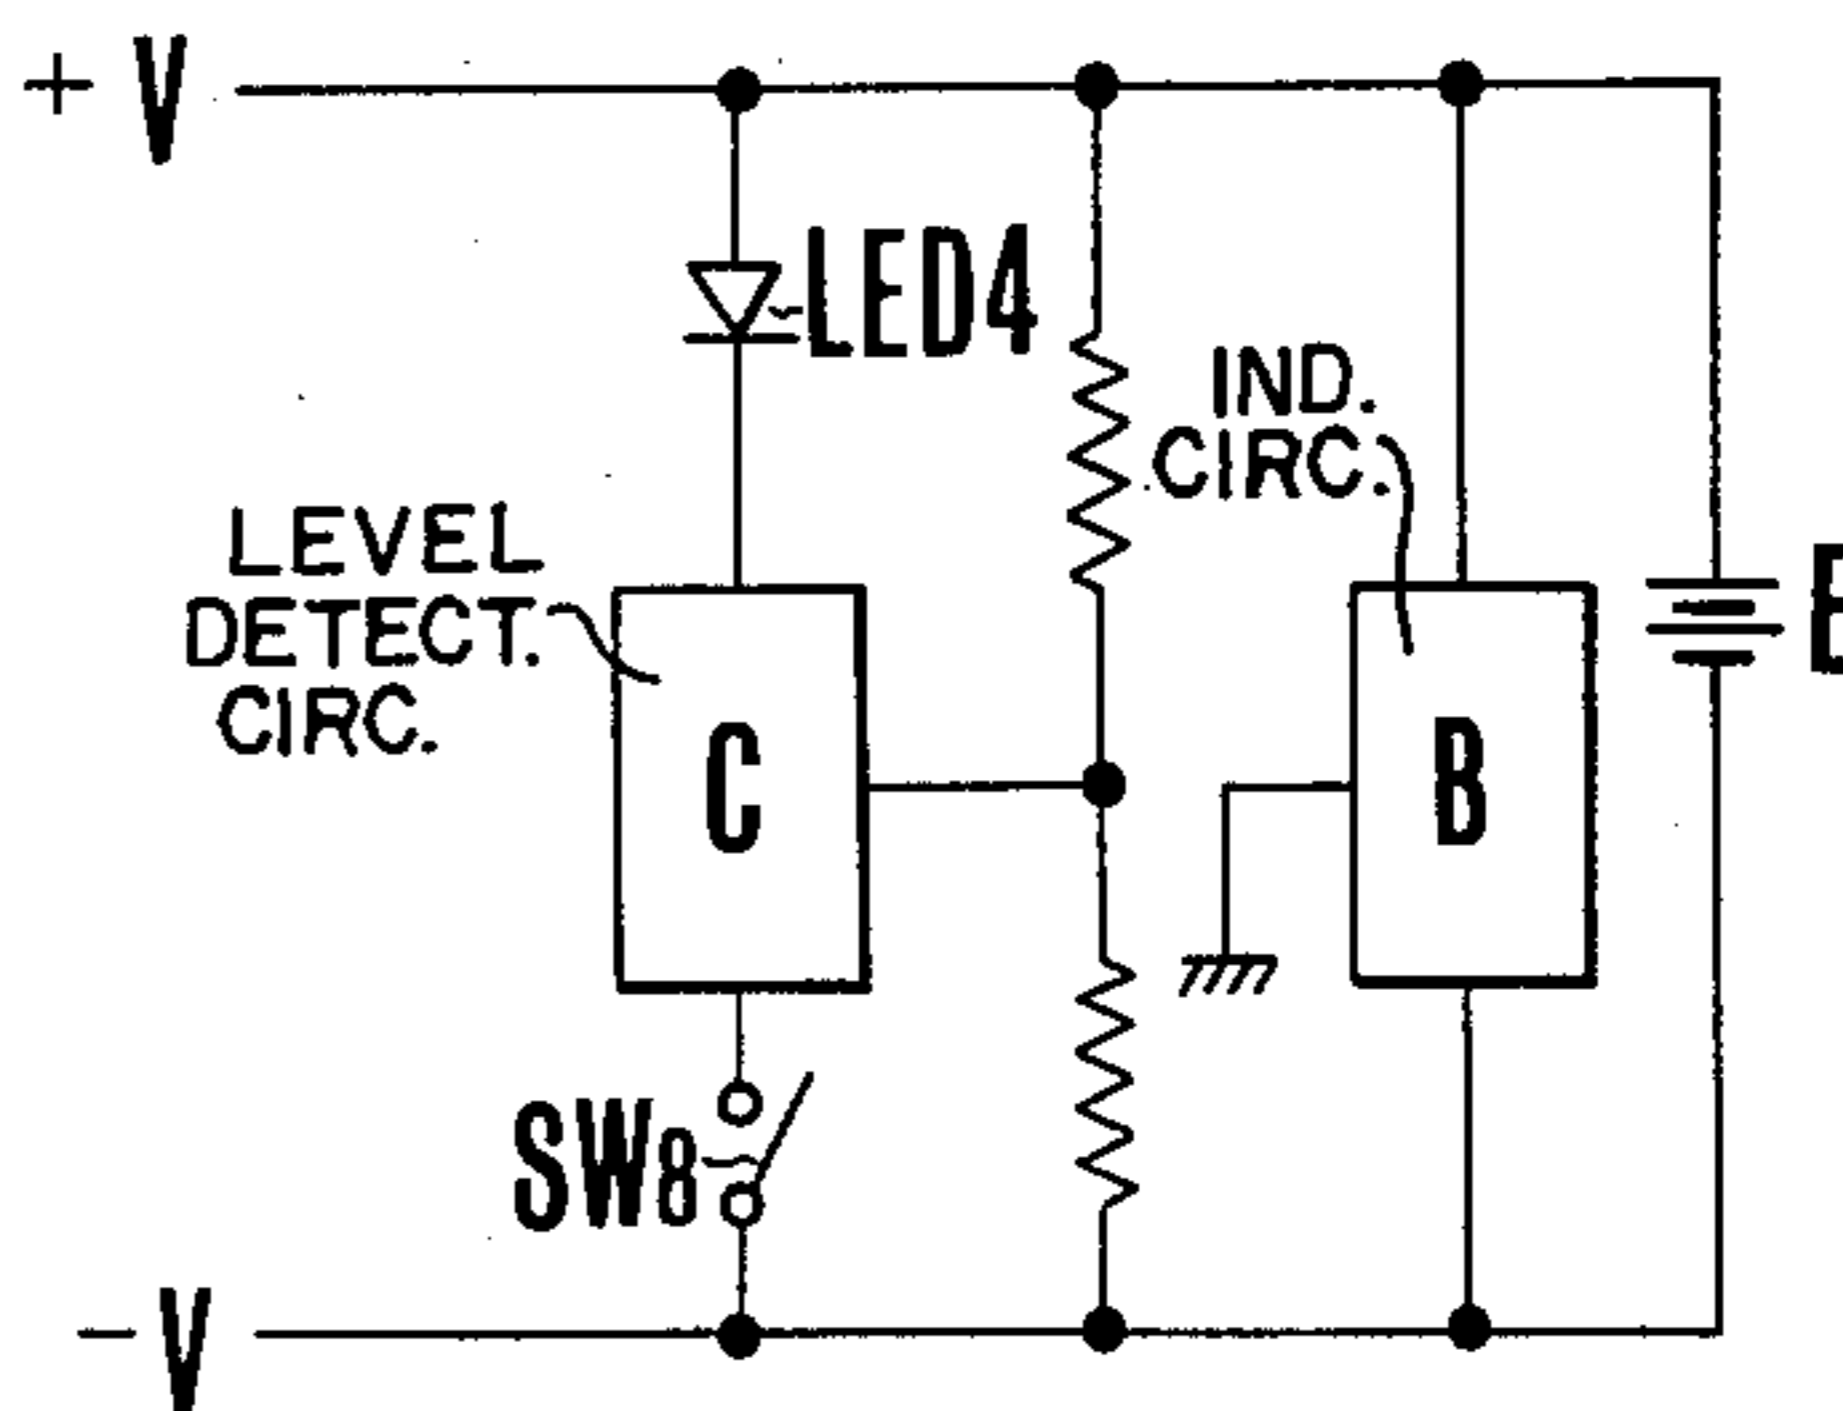 + V
LED4
IND.
CIRC.
LEVEL
DETECT.
CIRC.
C
B
E
SW8
- V